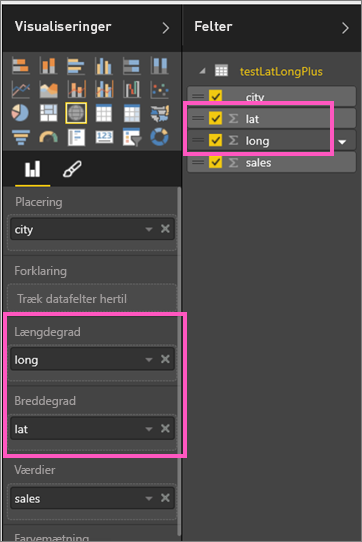 Visualiseringer
Placering
city
Forklaring
Træk datafelter hertil
Længdegrad
long
Breddegrad
lat
Værdier
sales
Farvemætning
Felter
testLatLongPlus
city
lat
long
sales